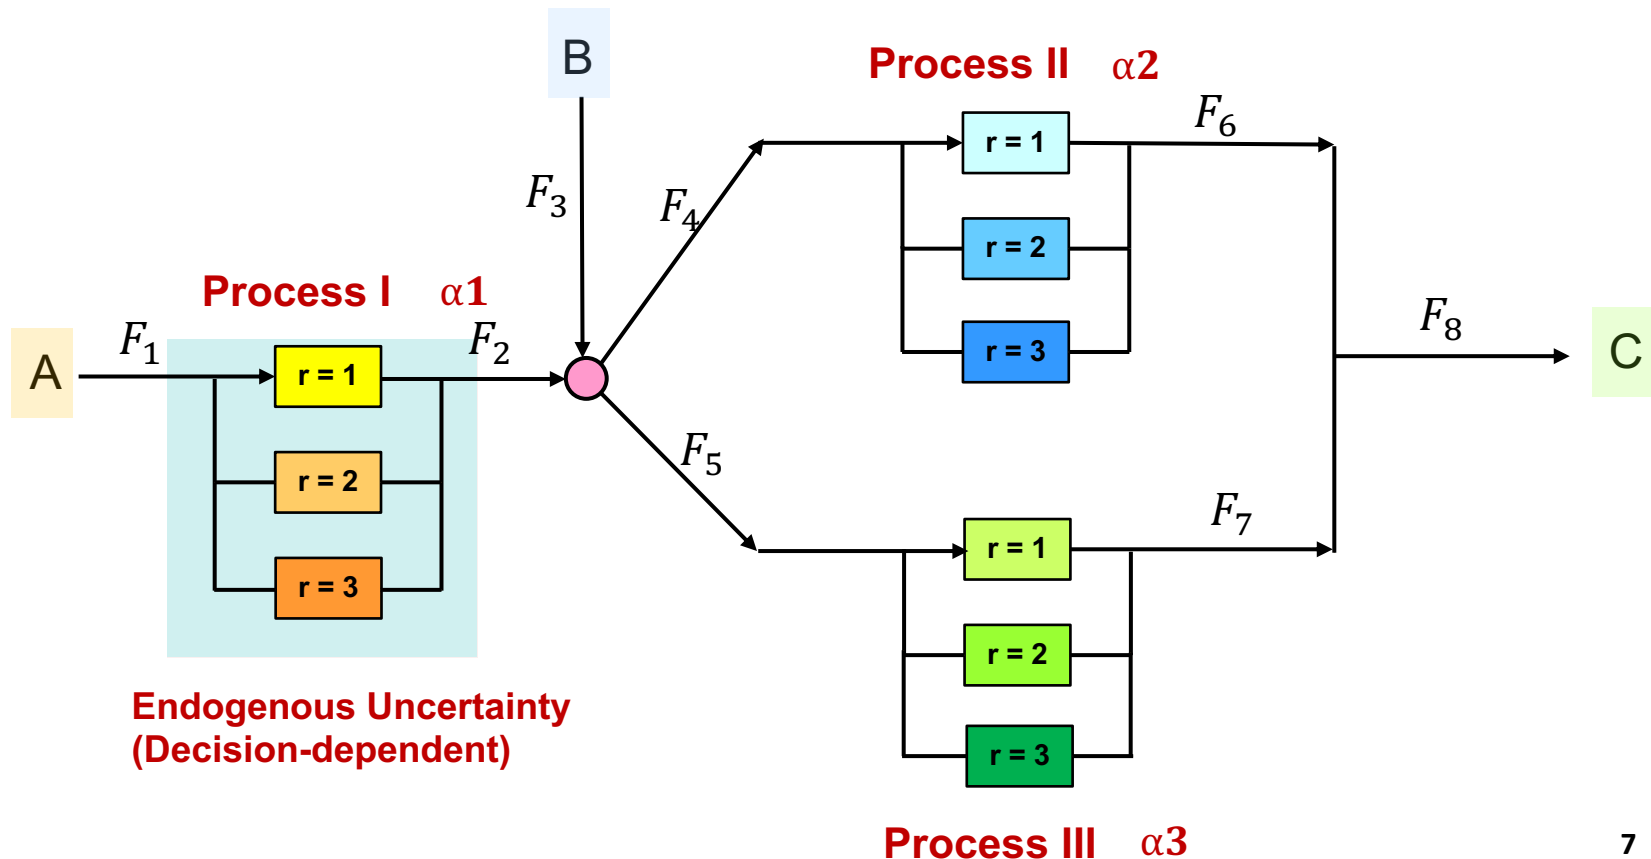 B
Process II α2
F6
r = 1
F3
F4
r = 2
Process I α1
r = 3
F8
F1
F2
A
C
r = 1
F5
r = 2
F7
r = 1
r = 3
r = 2
Endogenous Uncertainty
(Decision-dependent)
r = 3
Process III α3
7